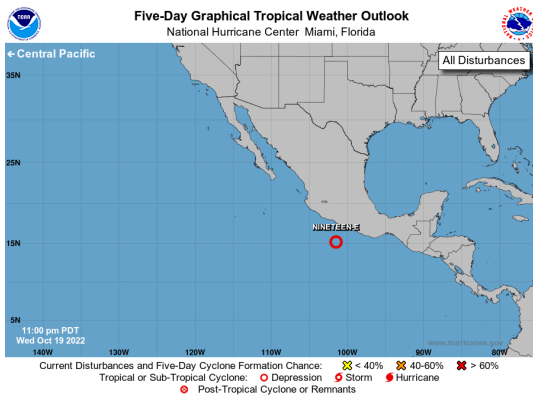 Five-Day Graphical Tropical Weather Outlook
National Hurricane Center Miami, Florida
NOAA
Central Pacific
All Disturbances
35N
25N
NINETEEN-E
15N
5N
11:00 pm PDT
Wed Oct 19 2022
www.hurricanes.gov
140W 130W 120W 110W 100W 90W 80W
Current Disturbances and Five-Day Cyclone Formation Chance: < 40% 40-60% > 60%
Tropical or Sub-Tropical Cyclone: Depression Storm Hurricane
Post-Tropical Cyclone or Remnants